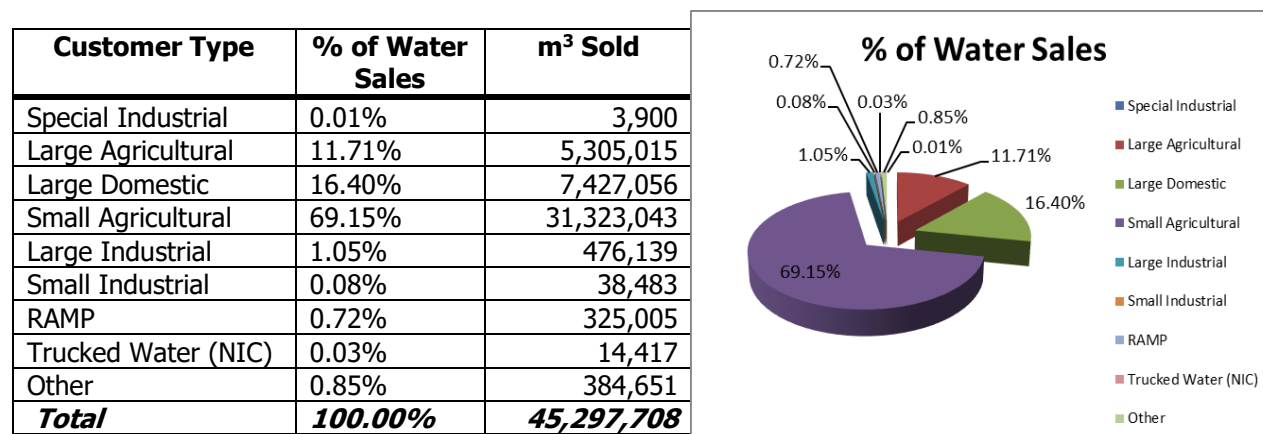 Customer Type % of Water Sales m³ Sold
Special Industrial 0.01% 3,900
Large Agricultural 11.71% 5,305,015
Large Domestic 16.40% 7,427,056
Small Agricultural 69.15% 31,323,043
Large Industrial 1.05% 476,139
Small Industrial 0.08% 38,483
RAMP 0.72% 325,005
Trucked Water (NIC) 0.03% 14,417
Other 0.85% 384,651
Total 100.00% 45,297,708
% of Water Sales
0.72%
0.08% 0.03%
0.85%
1.05% 0.01% 11.71%
16.40%
69.15%
Special Industrial
Large Agricultural
Large Domestic
Small Agricultural
Large Industrial
Small Industrial
RAMP
Trucked Water (NIC)
Other